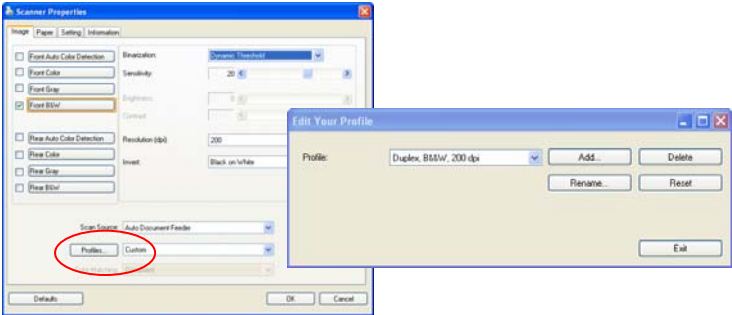 Scanner Properties
Image Paper Setting Information
Front Auto Color Detection
Front Color
Front Gray
Front B&W
Rear Auto Color Detection
Rear Color
Rear Gray
Rear B&W
Binarization: Dynamic Threshold
Sensitivity: 20
Brightness: 0
Contrast:
Resolution (dpi) 200
Invert: Black on White
Scan Source: Auto Document Feeder
Profiles... Custom
Defaults OK Cancel
Edit Your Profile
Profile: Duplex, B&W, 200 dpi Add... Delete
Rename... Reset
Exit